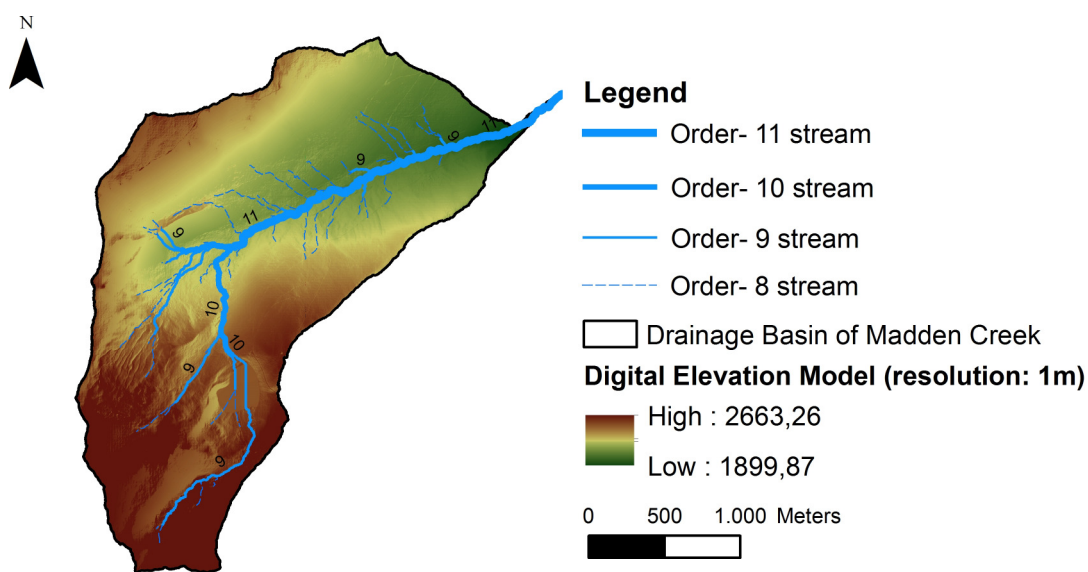 N
Legend
Order- 11 stream
Order- 10 stream
Order- 9 stream
Order- 8 stream
Drainage Basin of Madden Creek
Digital Elevation Model (resolution: 1m)
High : 2663,26
Low : 1899,87
0 500 1.000 Meters
11
9
9
11
9
10
10
9
9